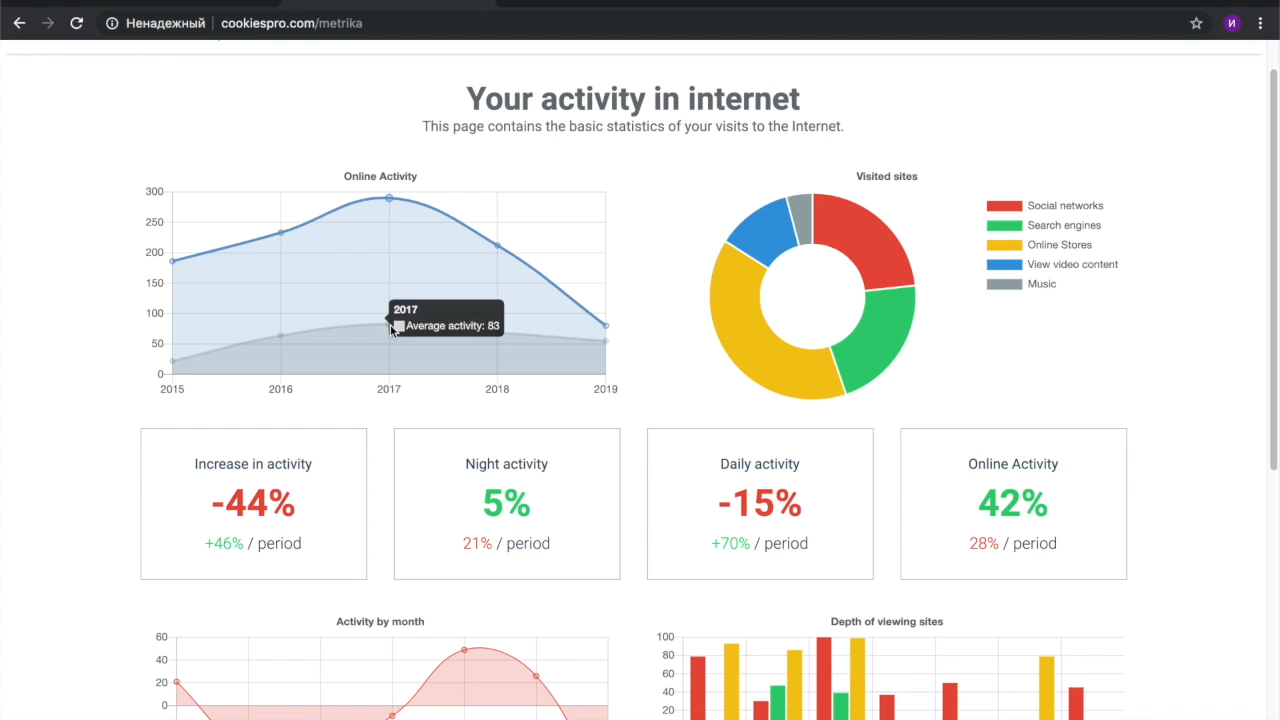 Ненадежный cookiespro.com/metrika
И
Your activity in internet
This page contains the basic statistics of your visits to the Internet.
Online Activity
300
250
200
150
100
50
0
2015 2016 2017 2018 2019
2017
Average activity: 83
Visited sites
Social networks
Search engines
Online Stores
View video content
Music
Increase in activity
-44%
+46% / period
Night activity
5%
21% / period
Daily activity
-15%
+70% / period
Online Activity
42%
28% / period
Activity by month
60
40
20
0
Depth of viewing sites
100
80
60
40
20